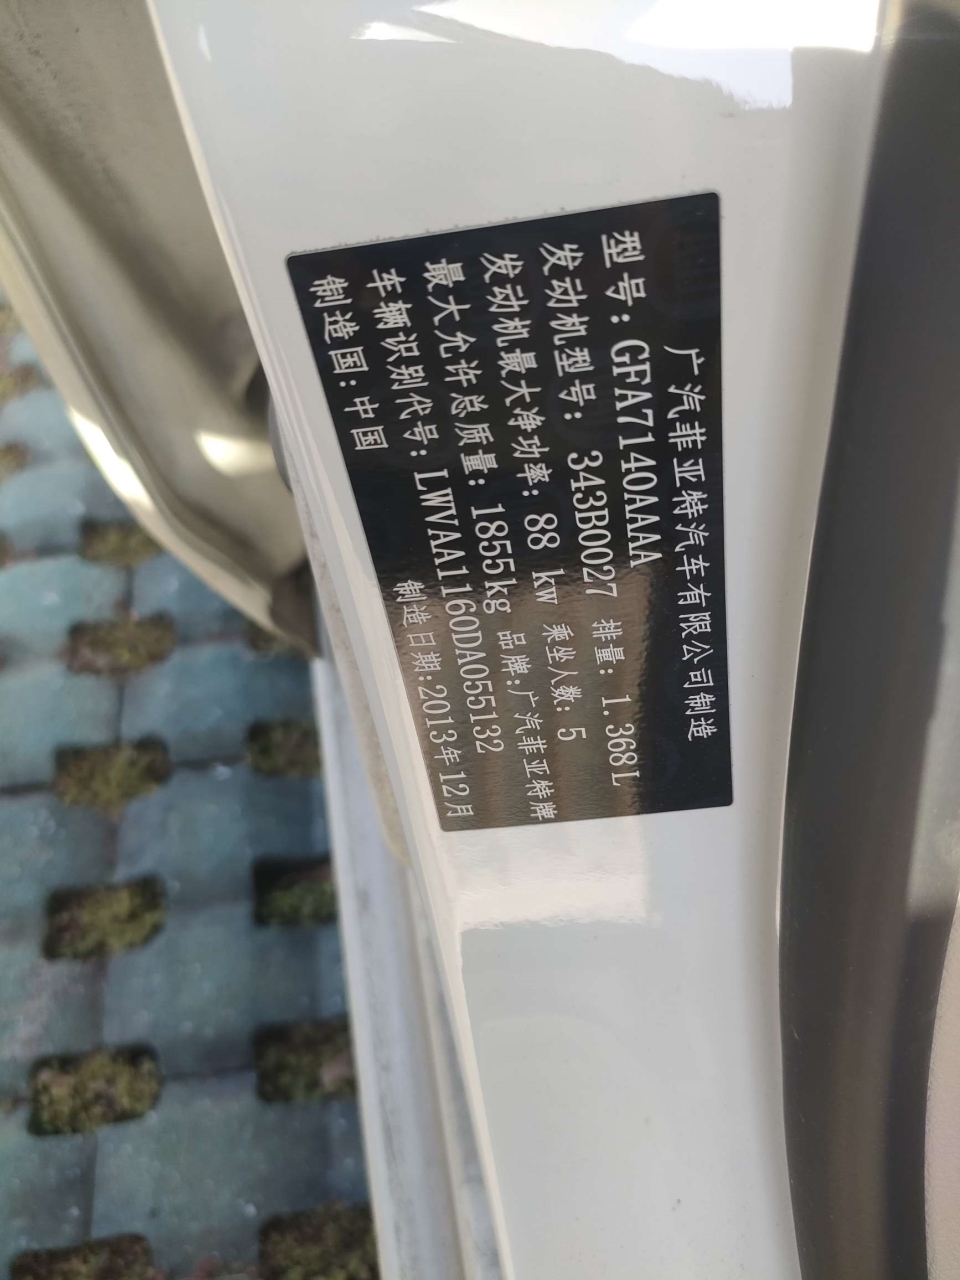 广汽菲亚特汽车有限公司制造
型号：GFA7140AAAA
发动机型号：343B0027 排量：1.368L
发动机最大净功率：88 kw 乘坐人数：5
最大允许总质量：1855kg 品牌：广汽菲亚特牌
车辆识别代号：LWVAA1160DA055132
制造国：中国 制造日期：2013年12月